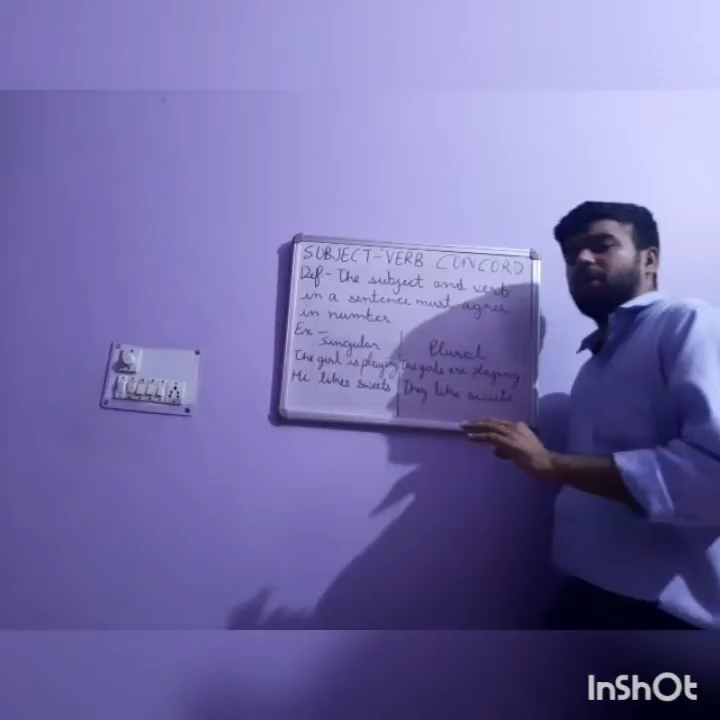 SUBJECT-VERB CONCORD
Def- The subject and verb
in a sentence must agree
in number
Ex- Singular
Plural
The girl is playing
The girls are playing
He likes sweets
They like sweets
InShOt